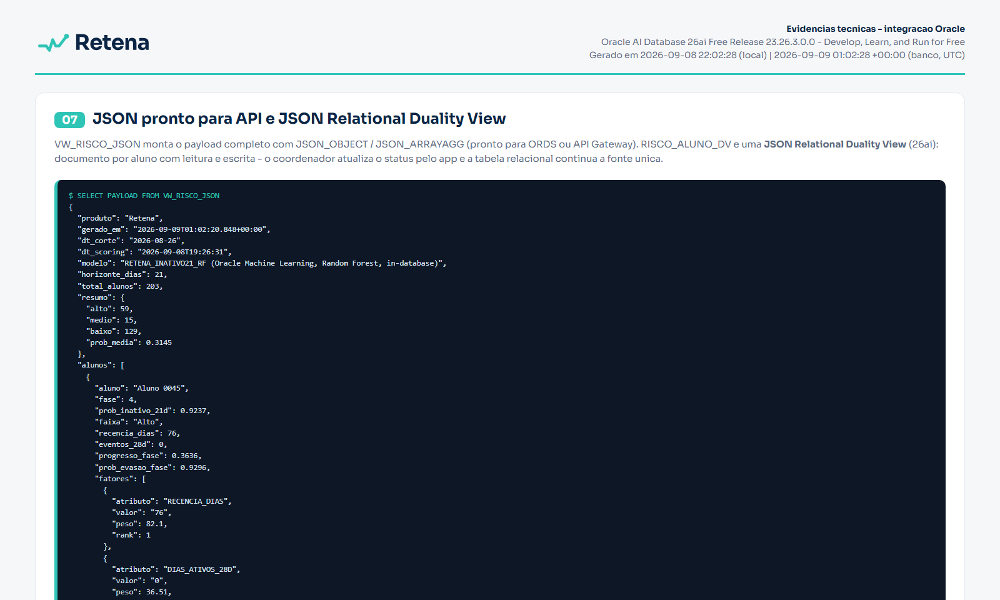 Retena
Evidencias tecnicas - integracao Oracle
Oracle AI Database 26ai Free Release 23.26.3.0.0 - Develop, Learn, and Run for Free
Gerado em 2026-09-08 22:02:28 (local) | 2026-09-09 01:02:28 +00:00 (banco, UTC)
07 JSON pronto para API e JSON Relational Duality View
VW_RISCO_JSON monta o payload completo com JSON_OBJECT / JSON_ARRAYAGG (pronto para ORDS ou API Gateway). RISCO_ALUNO_DV e uma JSON Relational Duality View (26ai):
documento por aluno com leitura e escrita - o coordenador atualiza o status pelo app e a tabela relacional continua a fonte unica.
$ SELECT PAYLOAD FROM VW_RISCO_JSON
{
  "produto": "Retena",
  "gerado_em": "2026-09-09T01:02:20.848+00:00",
  "dt_corte": "2026-08-26",
  "dt_scoring": "2026-09-08T19:26:31",
  "modelo": "RETENA_INATIVO21_RF (Oracle Machine Learning, Random Forest, in-database)",
  "horizonte_dias": 21,
  "total_alunos": 203,
  "resumo": {
    "alto": 59,
    "medio": 15,
    "baixo": 129,
    "prob_media": 0.3145
  },
  "alunos": [
    {
      "aluno": "Aluno 0045",
      "fase": 4,
      "prob_inativo_21d": 0.9237,
      "faixa": "Alto",
      "recencia_dias": 76,
      "eventos_28d": 0,
      "progresso_fase": 0.3636,
      "prob_evasao_fase": 0.9296,
      "fatores": [
        {
          "atributo": "RECENCIA_DIAS",
          "valor": "76",
          "peso": 82.1,
          "rank": 1
        },
        {
          "atributo": "DIAS_ATIVOS_28D",
          "valor": "0",
          "peso": 36.51,